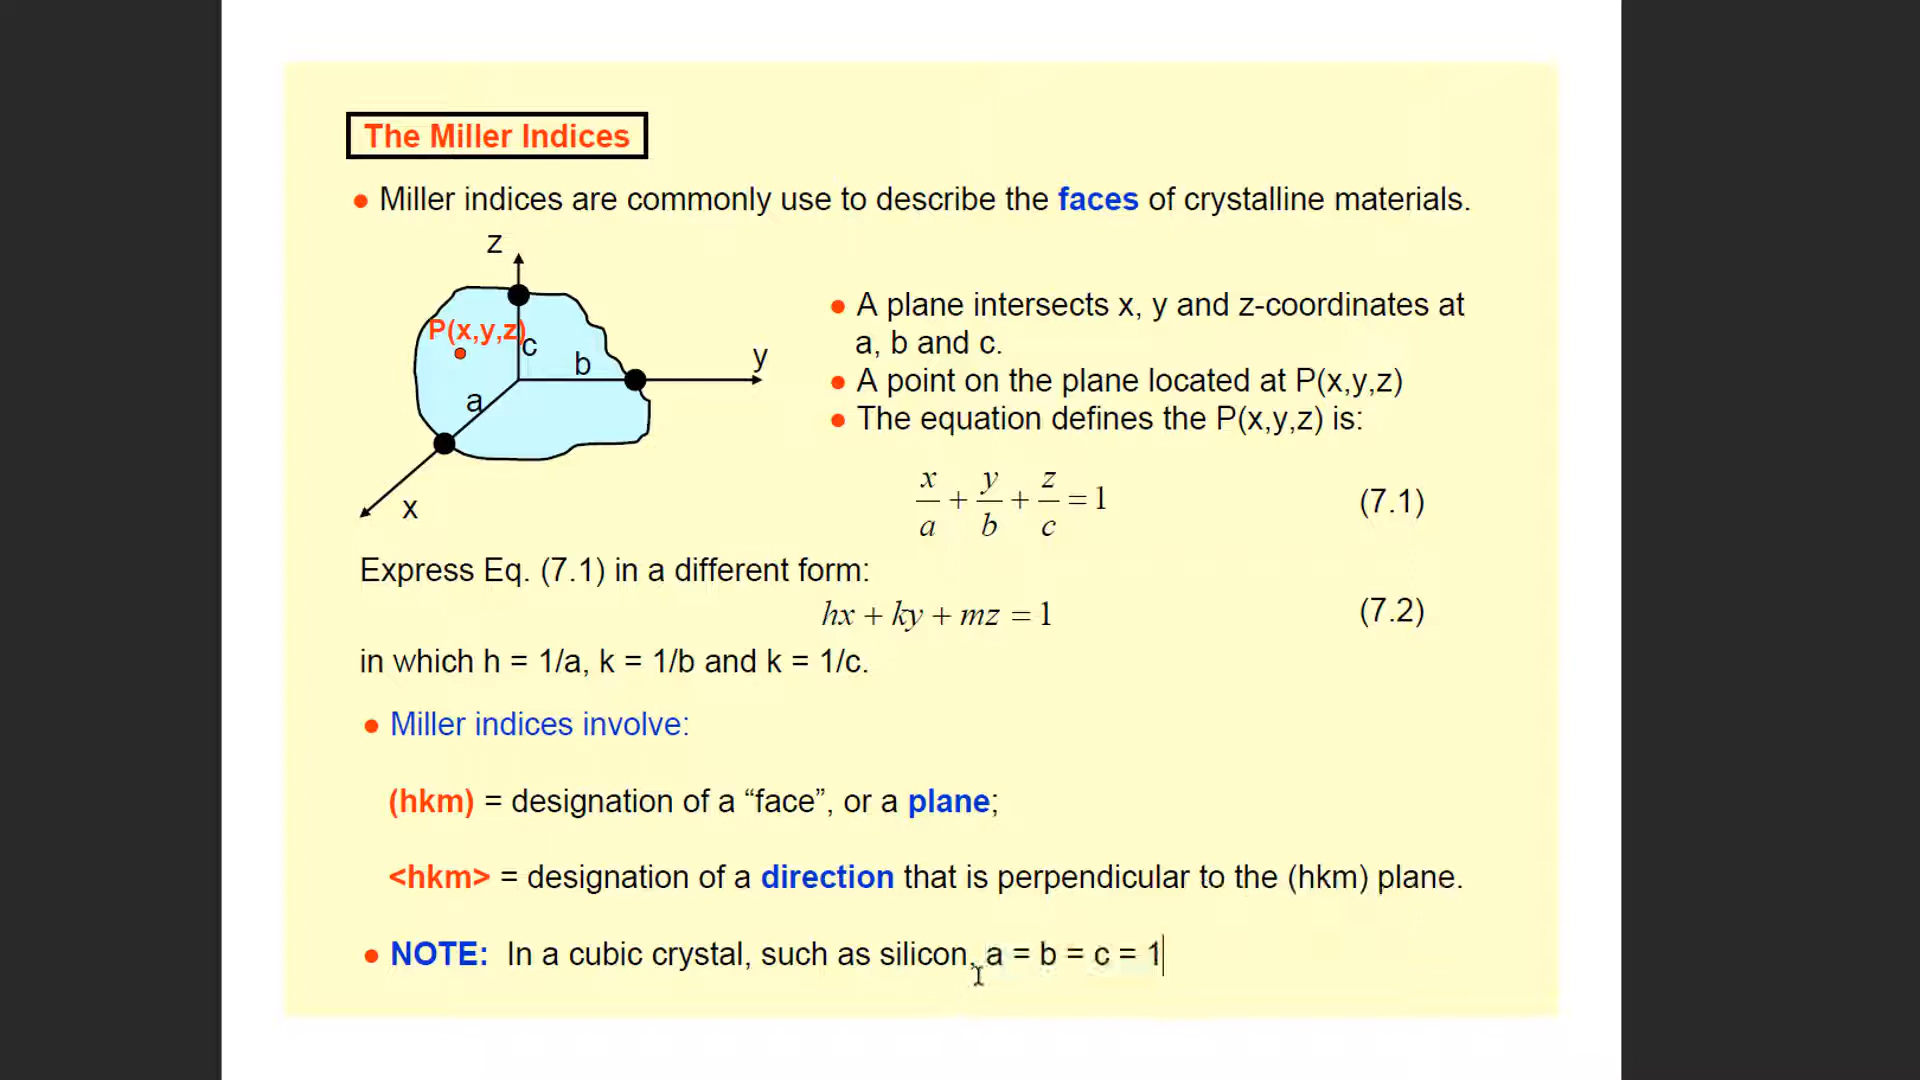 The Miller Indices
● Miller indices are commonly use to describe the faces of crystalline materials.
z
P(x,y,z)
c
b
y
a
x
● A plane intersects x, y and z-coordinates at
a, b and c.
● A point on the plane located at P(x,y,z)
● The equation defines the P(x,y,z) is:
x/a + y/b + z/c = 1 (7.1)
Express Eq. (7.1) in a different form:
hx + ky + mz = 1 (7.2)
in which h = 1/a, k = 1/b and k = 1/c.
● Miller indices involve:
(hkm) = designation of a “face”, or a plane;
<hkm> = designation of a direction that is perpendicular to the (hkm) plane.
● NOTE: In a cubic crystal, such as silicon, a = b = c = 1